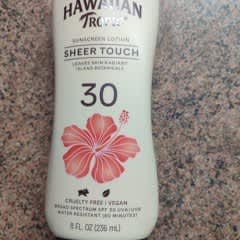 HAWAIIAN
Tropic
SUNSCREEN LOTION
SHEER TOUCH
LEAVES SKIN RADIANT
ISLAND BOTANICALS
30
CRUELTY FREE | VEGAN
BROAD SPECTRUM SPF 30 UVA/UVB
WATER RESISTANT (80 MINUTES)
8 FL OZ (236 mL)